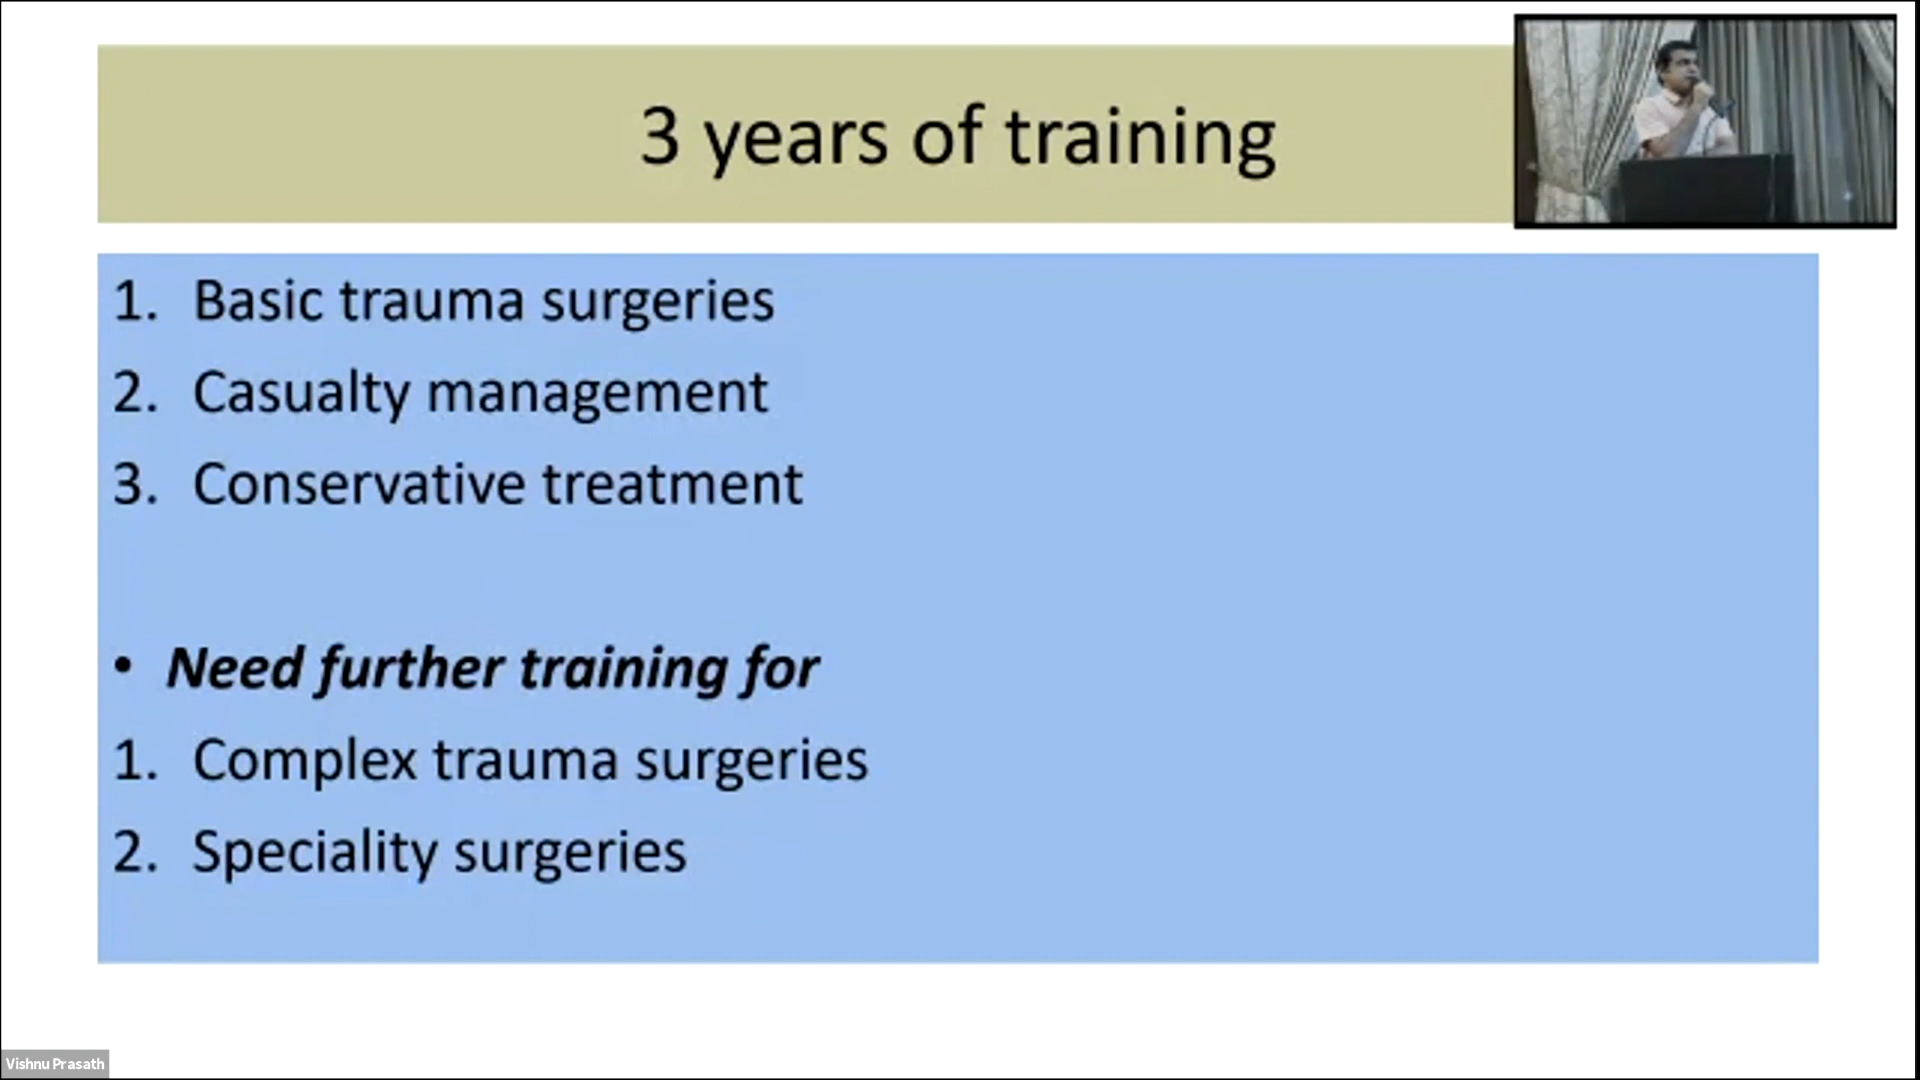 3 years of training
1. Basic trauma surgeries
2. Casualty management
3. Conservative treatment
• Need further training for
1. Complex trauma surgeries
2. Speciality surgeries
Vishnu Prasath